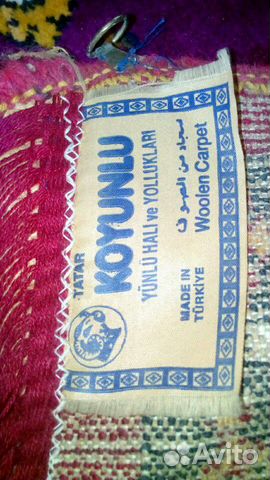 TATAR
KOYUNLU
YÜNLÜ HALI ve YOLLUKLARI
سجاد من الصوف
Woolen Carpet
MADE IN
TÜRKİYE
Avito